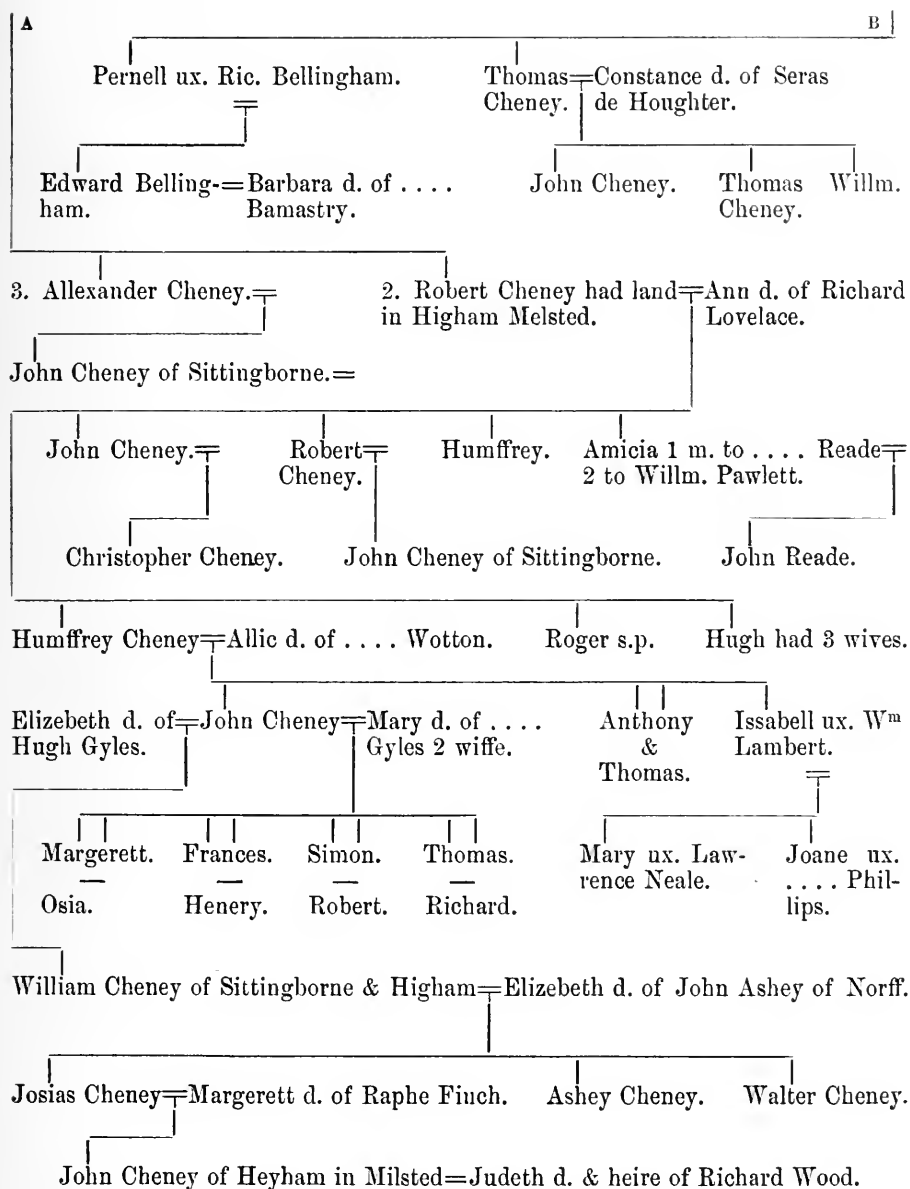 A B
Pernell ux. Ric. Bellingham. Thomas=Constance d. of Seras
Cheney. de Houghter.
Edward Belling-=Barbara d. of . . . . John Cheney. Thomas Willm.
ham. Bamastry. Cheney.
3. Allexander Cheney.= 2. Robert Cheney had land=Ann d. of Richard
in Higham Melsted. Lovelace.
John Cheney of Sittingborne.=
John Cheney.= Robert= Humffrey. Amicia 1 m. to . . . . Reade=
Cheney. 2 to Willm. Pawlett.
Christopher Cheney. John Cheney of Sittingborne. John Reade.
Humffrey Cheney=Allic d. of . . . . Wotton. Roger s.p. Hugh had 3 wives.
Elizebeth d. of=John Cheney=Mary d. of . . . . Anthony Issabell ux. Wm
Hugh Gyles. Gyles 2 wiffe. & Lambert.
Thomas.
Margerett. Frances. Simon. Thomas. Mary ux. Law- Joane ux.
rence Neale. . . . . Phil-
Osia. Henery. Robert. Richard. lips.
William Cheney of Sittingborne & Higham=Elizebeth d. of John Ashey of Norff.
Josias Cheney=Margerett d. of Raphe Finch. Ashey Cheney. Walter Cheney.
John Cheney of Heyham in Milsted=Judeth d. & heire of Richard Wood.